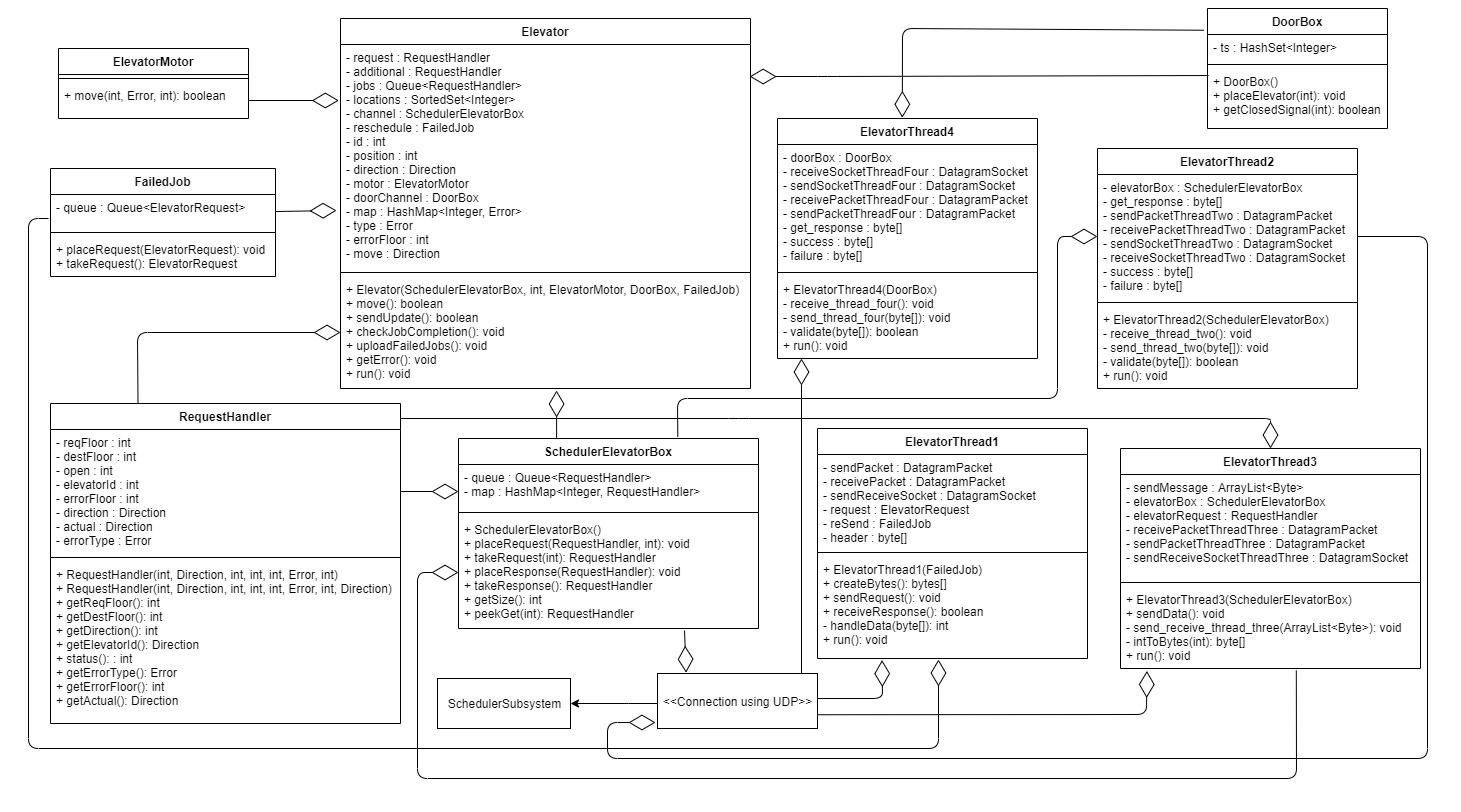 ElevatorMotor
+ move(int, Error, int): boolean
FailedJob
- queue : Queue<ElevatorRequest>
+ placeRequest(ElevatorRequest): void
+ takeRequest(): ElevatorRequest
Elevator
- request : RequestHandler
- additional : RequestHandler
- jobs : Queue<RequestHandler>
- locations : SortedSet<Integer>
- channel : SchedulerElevatorBox
- reschedule : FailedJob
- id : int
- position : int
- direction : Direction
- motor : ElevatorMotor
- doorChannel : DoorBox
- map : HashMap<Integer, Error>
- type : Error
- errorFloor : int
- move : Direction
+ Elevator(SchedulerElevatorBox, int, ElevatorMotor, DoorBox, FailedJob)
+ move(): boolean
+ sendUpdate(): boolean
+ checkJobCompletion(): void
+ uploadFailedJobs(): void
+ getError(): void
+ run(): void
ElevatorThread4
- doorBox : DoorBox
- receiveSocketThreadFour : DatagramSocket
- sendSocketThreadFour : DatagramSocket
- receivePacketThreadFour : DatagramPacket
- sendPacketThreadFour : DatagramPacket
- get_response : byte[]
- success : byte[]
- failure : byte[]
+ ElevatorThread4(DoorBox)
- receive_thread_four(): void
- send_thread_four(byte[]): void
- validate(byte[]): boolean
+ run(): void
DoorBox
- ts : HashSet<Integer>
+ DoorBox()
+ placeElevator(int): void
+ getClosedSignal(int): boolean
ElevatorThread2
- elevatorBox : SchedulerElevatorBox
- get_response : byte[]
- sendPacketThreadTwo : DatagramPacket
- receivePacketThreadTwo : DatagramPacket
- sendSocketThreadTwo : DatagramSocket
- receiveSocketThreadTwo : DatagramSocket
- success : byte[]
- failure : byte[]
+ ElevatorThread2(SchedulerElevatorBox)
- receive_thread_two(): void
- send_thread_two(byte[]): void
- validate(byte[]): boolean
+ run(): void
RequestHandler
- reqFloor : int
- destFloor : int
- open : int
- elevatorId : int
- errorFloor : int
- direction : Direction
- actual : Direction
- errorType : Error
+ RequestHandler(int, Direction, int, int, int, Error, int)
+ RequestHandler(int, Direction, int, int, int, Error, int, Direction)
+ getReqFloor(): int
+ getDestFloor(): int
+ getDirection(): int
+ getElevatorId(): Direction
+ status(): : int
+ getErrorType(): Error
+ getErrorFloor(): int
+ getActual(): Direction
SchedulerElevatorBox
- queue : Queue<RequestHandler>
- map : HashMap<Integer, RequestHandler>
+ SchedulerElevatorBox()
+ placeRequest(RequestHandler, int): void
+ takeRequest(int): RequestHandler
+ placeResponse(RequestHandler): void
+ takeResponse(): RequestHandler
+ getSize(): int
+ peekGet(int): RequestHandler
ElevatorThread1
- sendPacket : DatagramPacket
- receivePacket : DatagramPacket
- sendReceiveSocket : DatagramSocket
- request : ElevatorRequest
- reSend : FailedJob
- header : byte[]
+ ElevatorThread1(FailedJob)
+ createBytes(): bytes[]
+ sendRequest(): void
+ receiveResponse(): boolean
- handleData(byte[]): int
+ run(): void
ElevatorThread3
- sendMessage : ArrayList<Byte>
- elevatorBox : SchedulerElevatorBox
- elevatorRequest : RequestHandler
- receivePacketThreadThree : DatagramPacket
- sendPacketThreadThree : DatagramPacket
- sendReceiveSocketThreadThree : DatagramSocket
+ ElevatorThread3(SchedulerElevatorBox)
+ sendData(): void
- send_receive_thread_three(ArrayList<Byte>): void
- intToBytes(int): byte[]
+ run(): void
SchedulerSubsystem
<<Connection using UDP>>